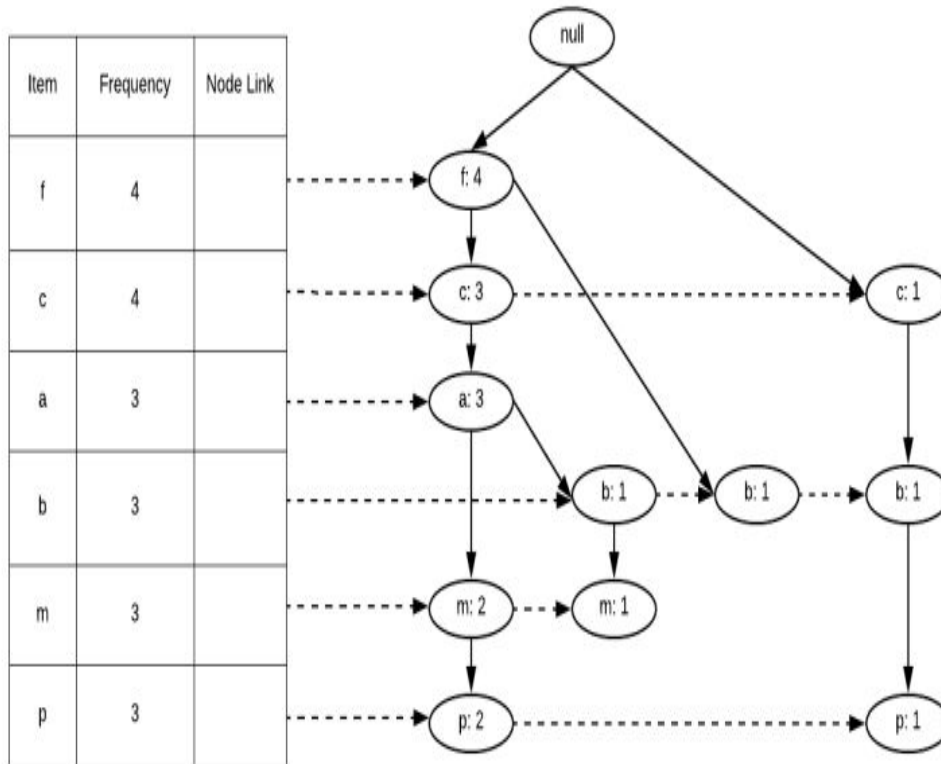 null
Item Frequency Node Link
f 4 f: 4
c 4 c: 3 c: 1
a 3 a: 3
b 3 b: 1 b: 1 b: 1
m 3 m: 2 m: 1
p 3 p: 2 p: 1